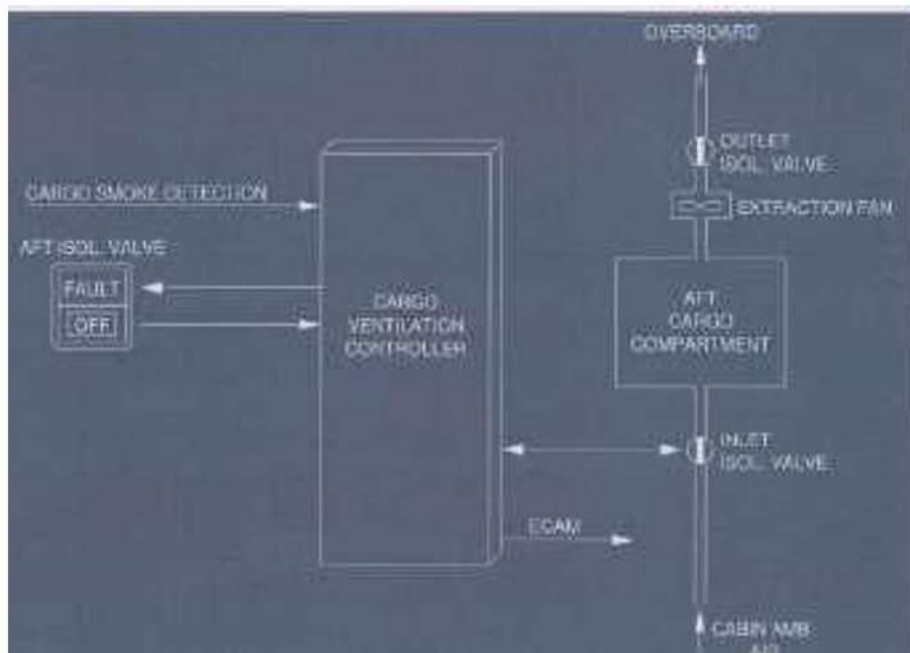 OVERBOARD
OUTLET
ISOL. VALVE
CARGO SMOKE DETECTION
EXTRACTION FAN
AFT ISOL. VALVE
FAULT
OFF
CARGO
VENTILATION
CONTROLLER
AFT
CARGO
COMPARTMENT
INLET
ISOL. VALVE
ECAM
CABIN AMB